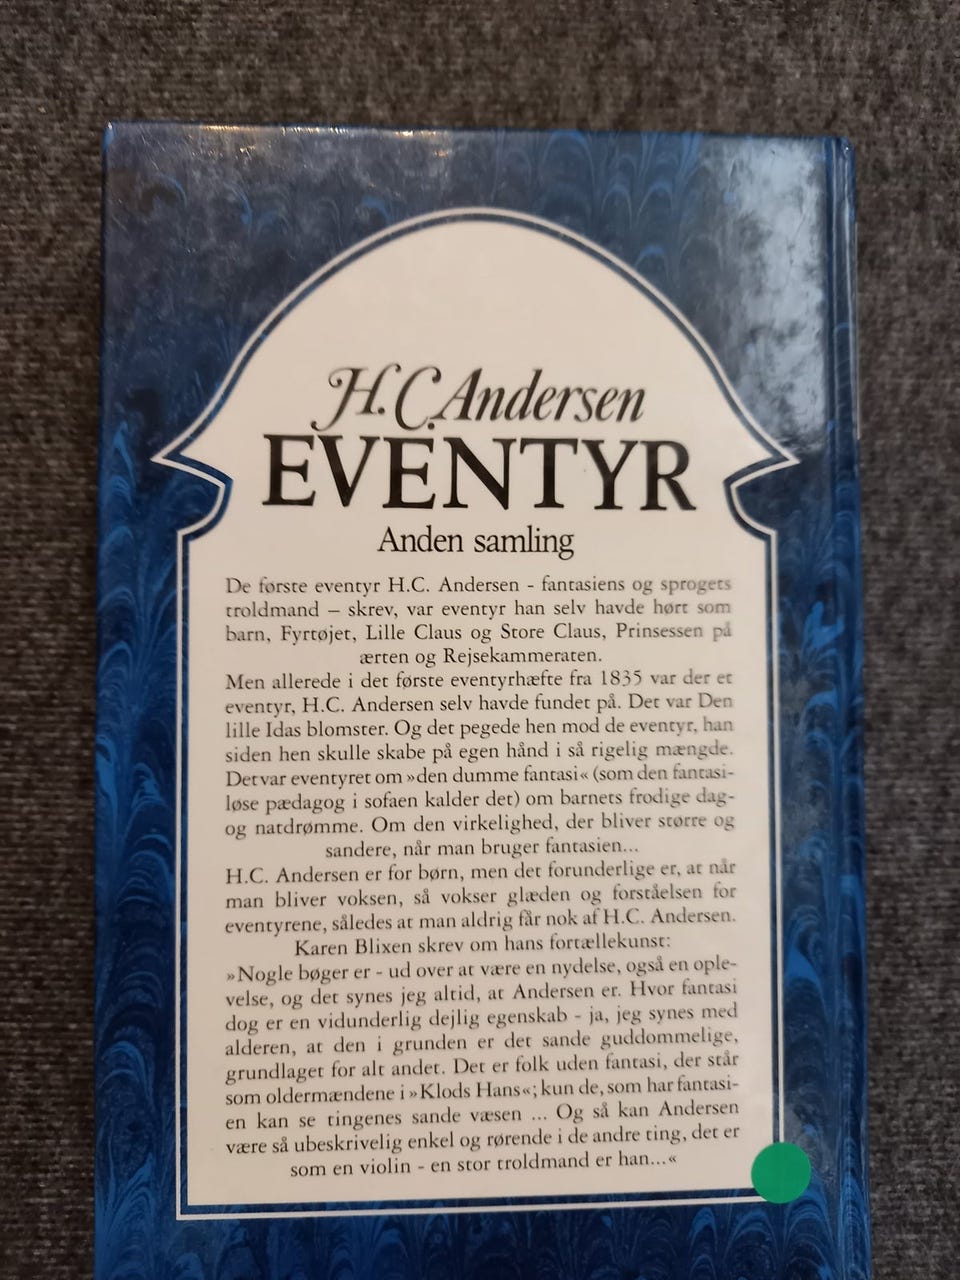 H.C. Andersen
EVENTYR
Anden samling
De første eventyr H.C. Andersen - fantasiens og sprogets
troldmand – skrev, var eventyr han selv havde hørt som
barn, Fyrtøjet, Lille Claus og Store Claus, Prinsessen på
ærten og Rejsekammeraten.
Men allerede i det første eventyrhæfte fra 1835 var der et
eventyr, H.C. Andersen selv havde fundet på. Det var Den
lille Idas blomster. Og det pegede hen mod de eventyr, han
siden hen skulle skabe på egen hånd i så rigelig mængde.
Det var eventyret om »den dumme fantasi« (som den fantasi-
løse pædagog i sofaen kalder det) om barnets frodige dag-
og natdrømme. Om den virkelighed, der bliver større og
sandere, når man bruger fantasien...
H.C. Andersen er for børn, men det forunderlige er, at når
man bliver voksen, så vokser glæden og forståelsen for
eventyrene, således at man aldrig får nok af H.C. Andersen.
Karen Blixen skrev om hans fortællekunst:
»Nogle bøger er - ud over at være en nydelse, også en ople-
velse, og det synes jeg altid, at Andersen er. Hvor fantasi
dog er en vidunderlig dejlig egenskab - ja, jeg synes med
alderen, at den i grunden er det sande guddommelige,
grundlaget for alt andet. Det er folk uden fantasi, der står
som oldermændene i »Klods Hans«; kun de, som har fantasi-
en kan se tingenes sande væsen ... Og så kan Andersen
være så ubeskrivelig enkel og rørende i de andre ting, det er
som en violin - en stor troldmand er han...«